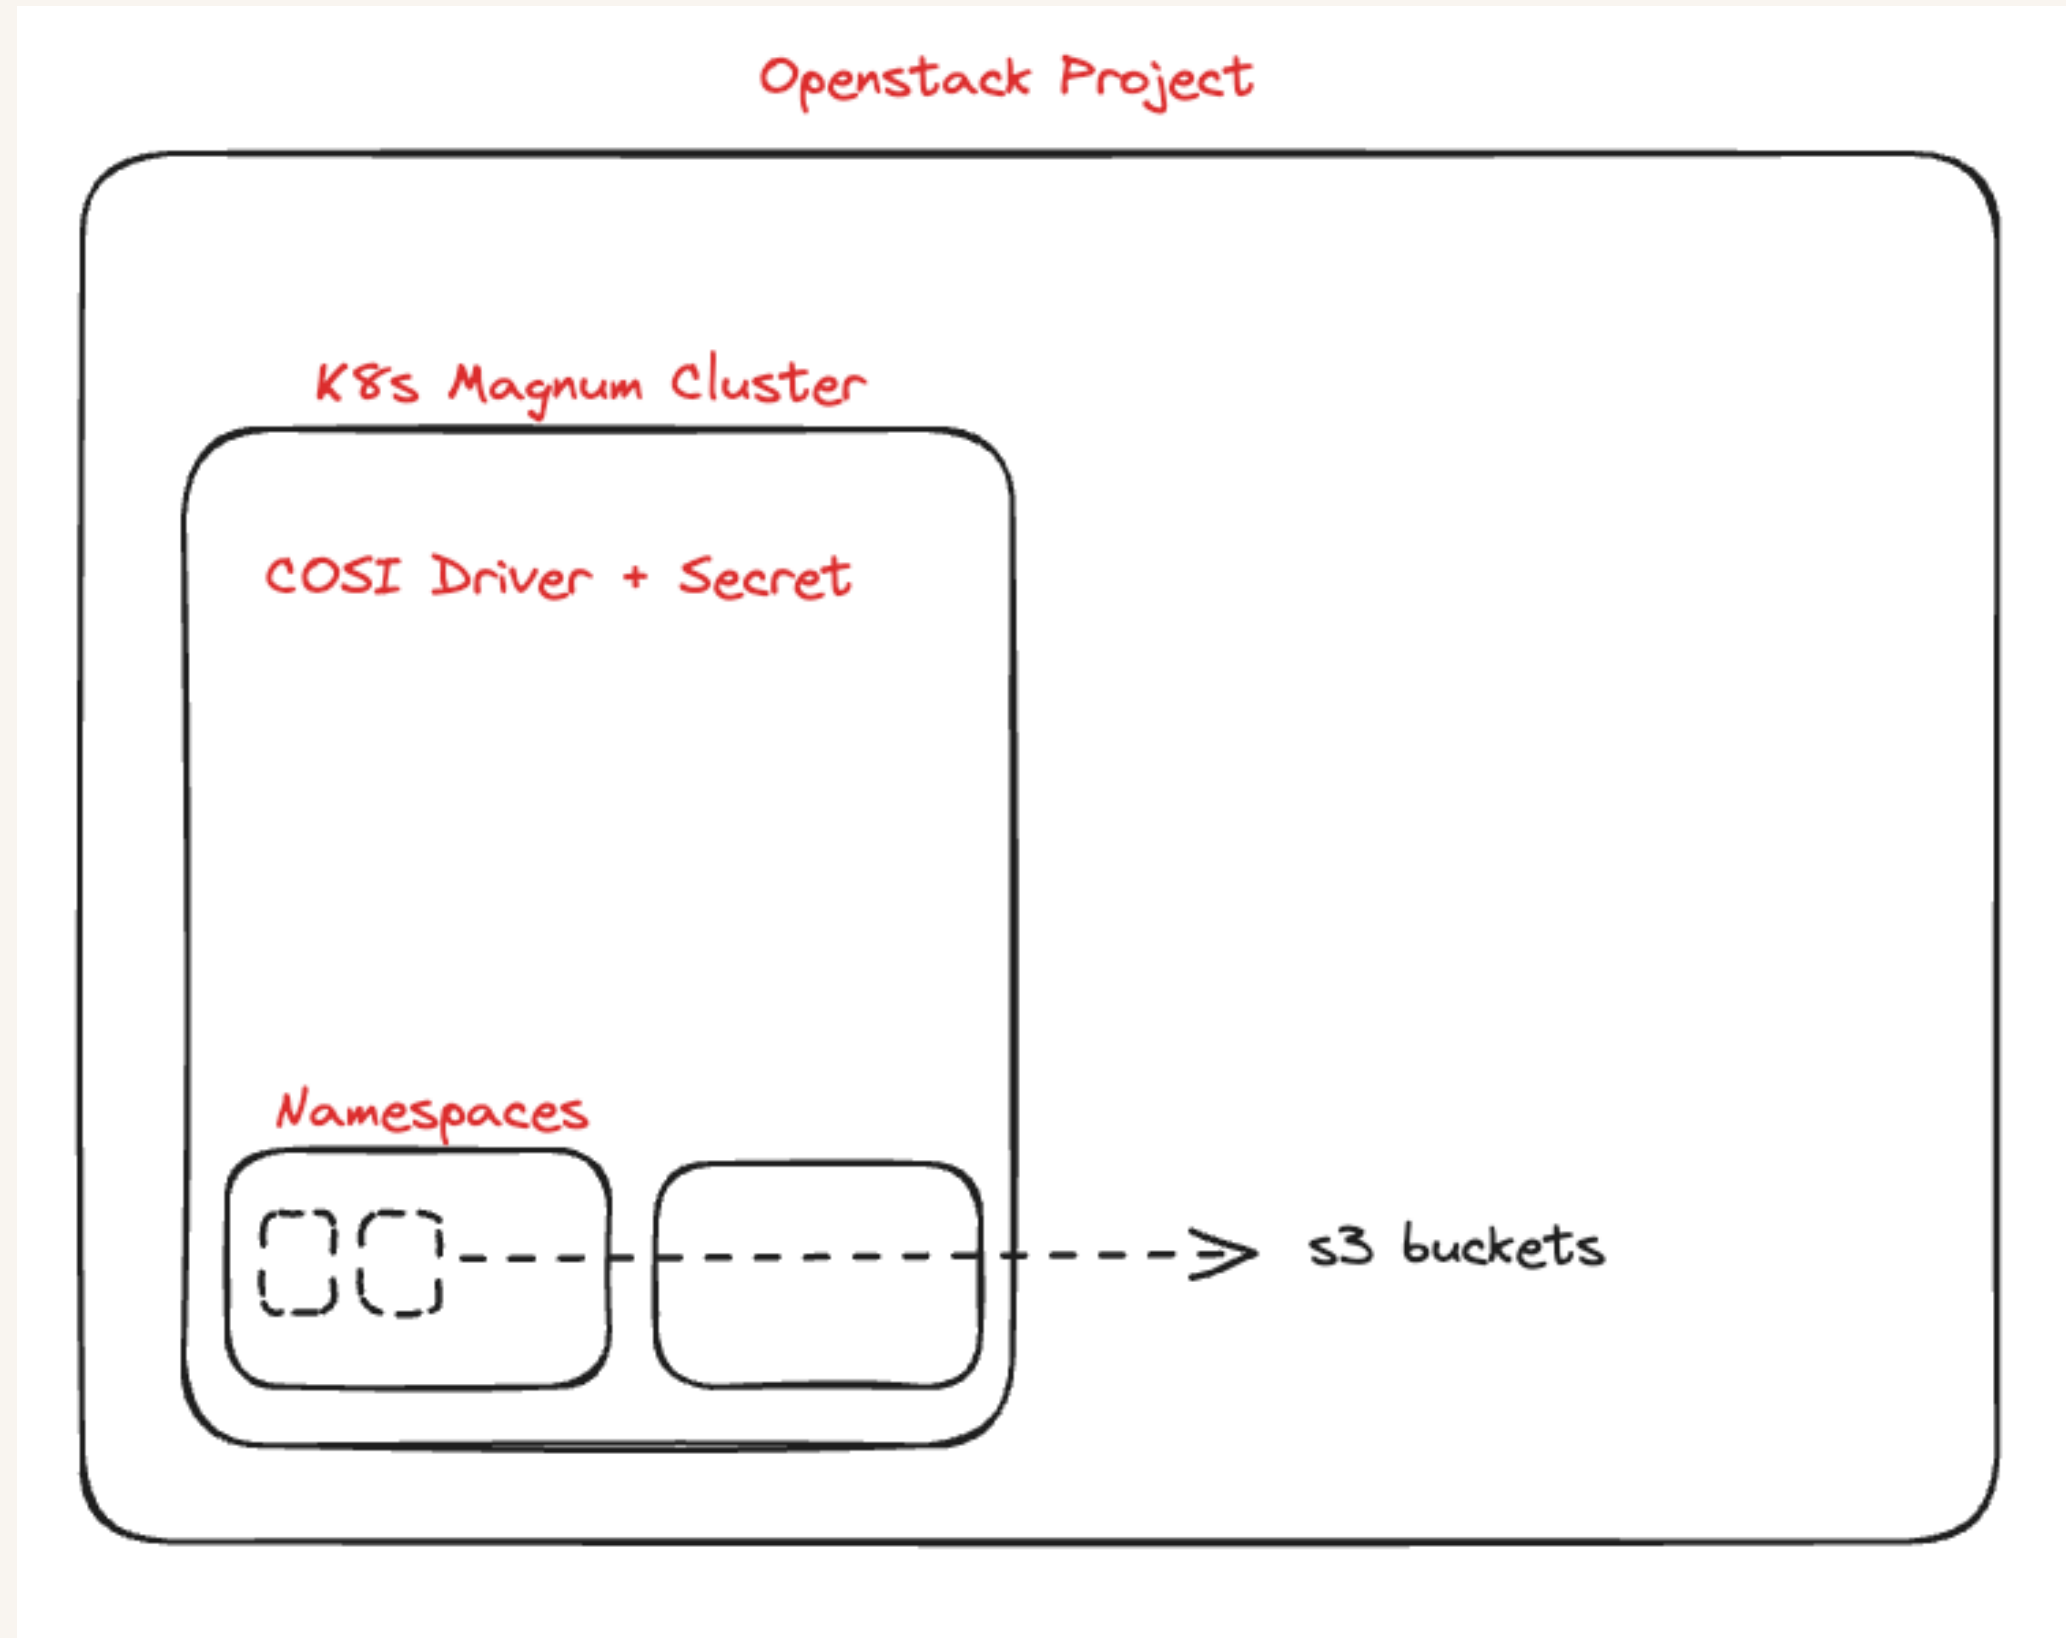 Openstack Project
K8s Magnum Cluster
COSI Driver + Secret
Namespaces
s3 buckets